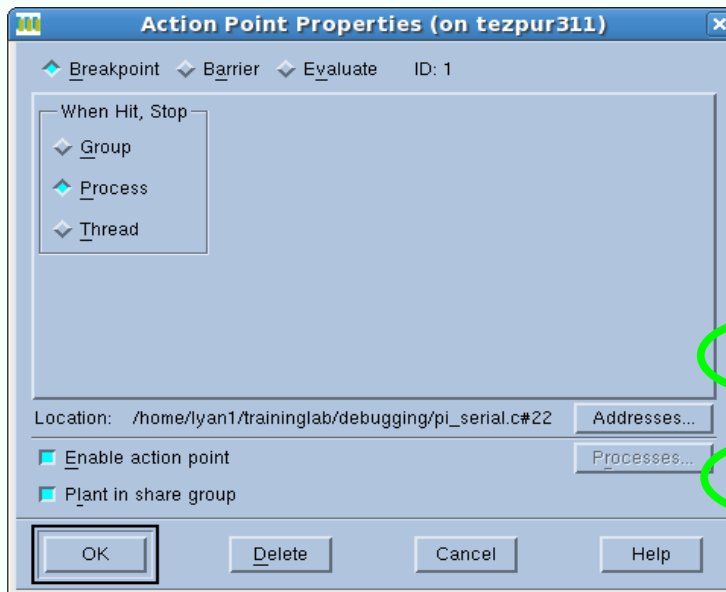 Action Point Properties (on tezpur311)
Breakpoint Barrier Evaluate ID: 1
When Hit, Stop
Group
Process
Thread
Location: /home/lyan1/traininglab/debugging/pi_serial.c#22 Addresses...
Enable action point Processes...
Plant in share group
OK Delete Cancel Help